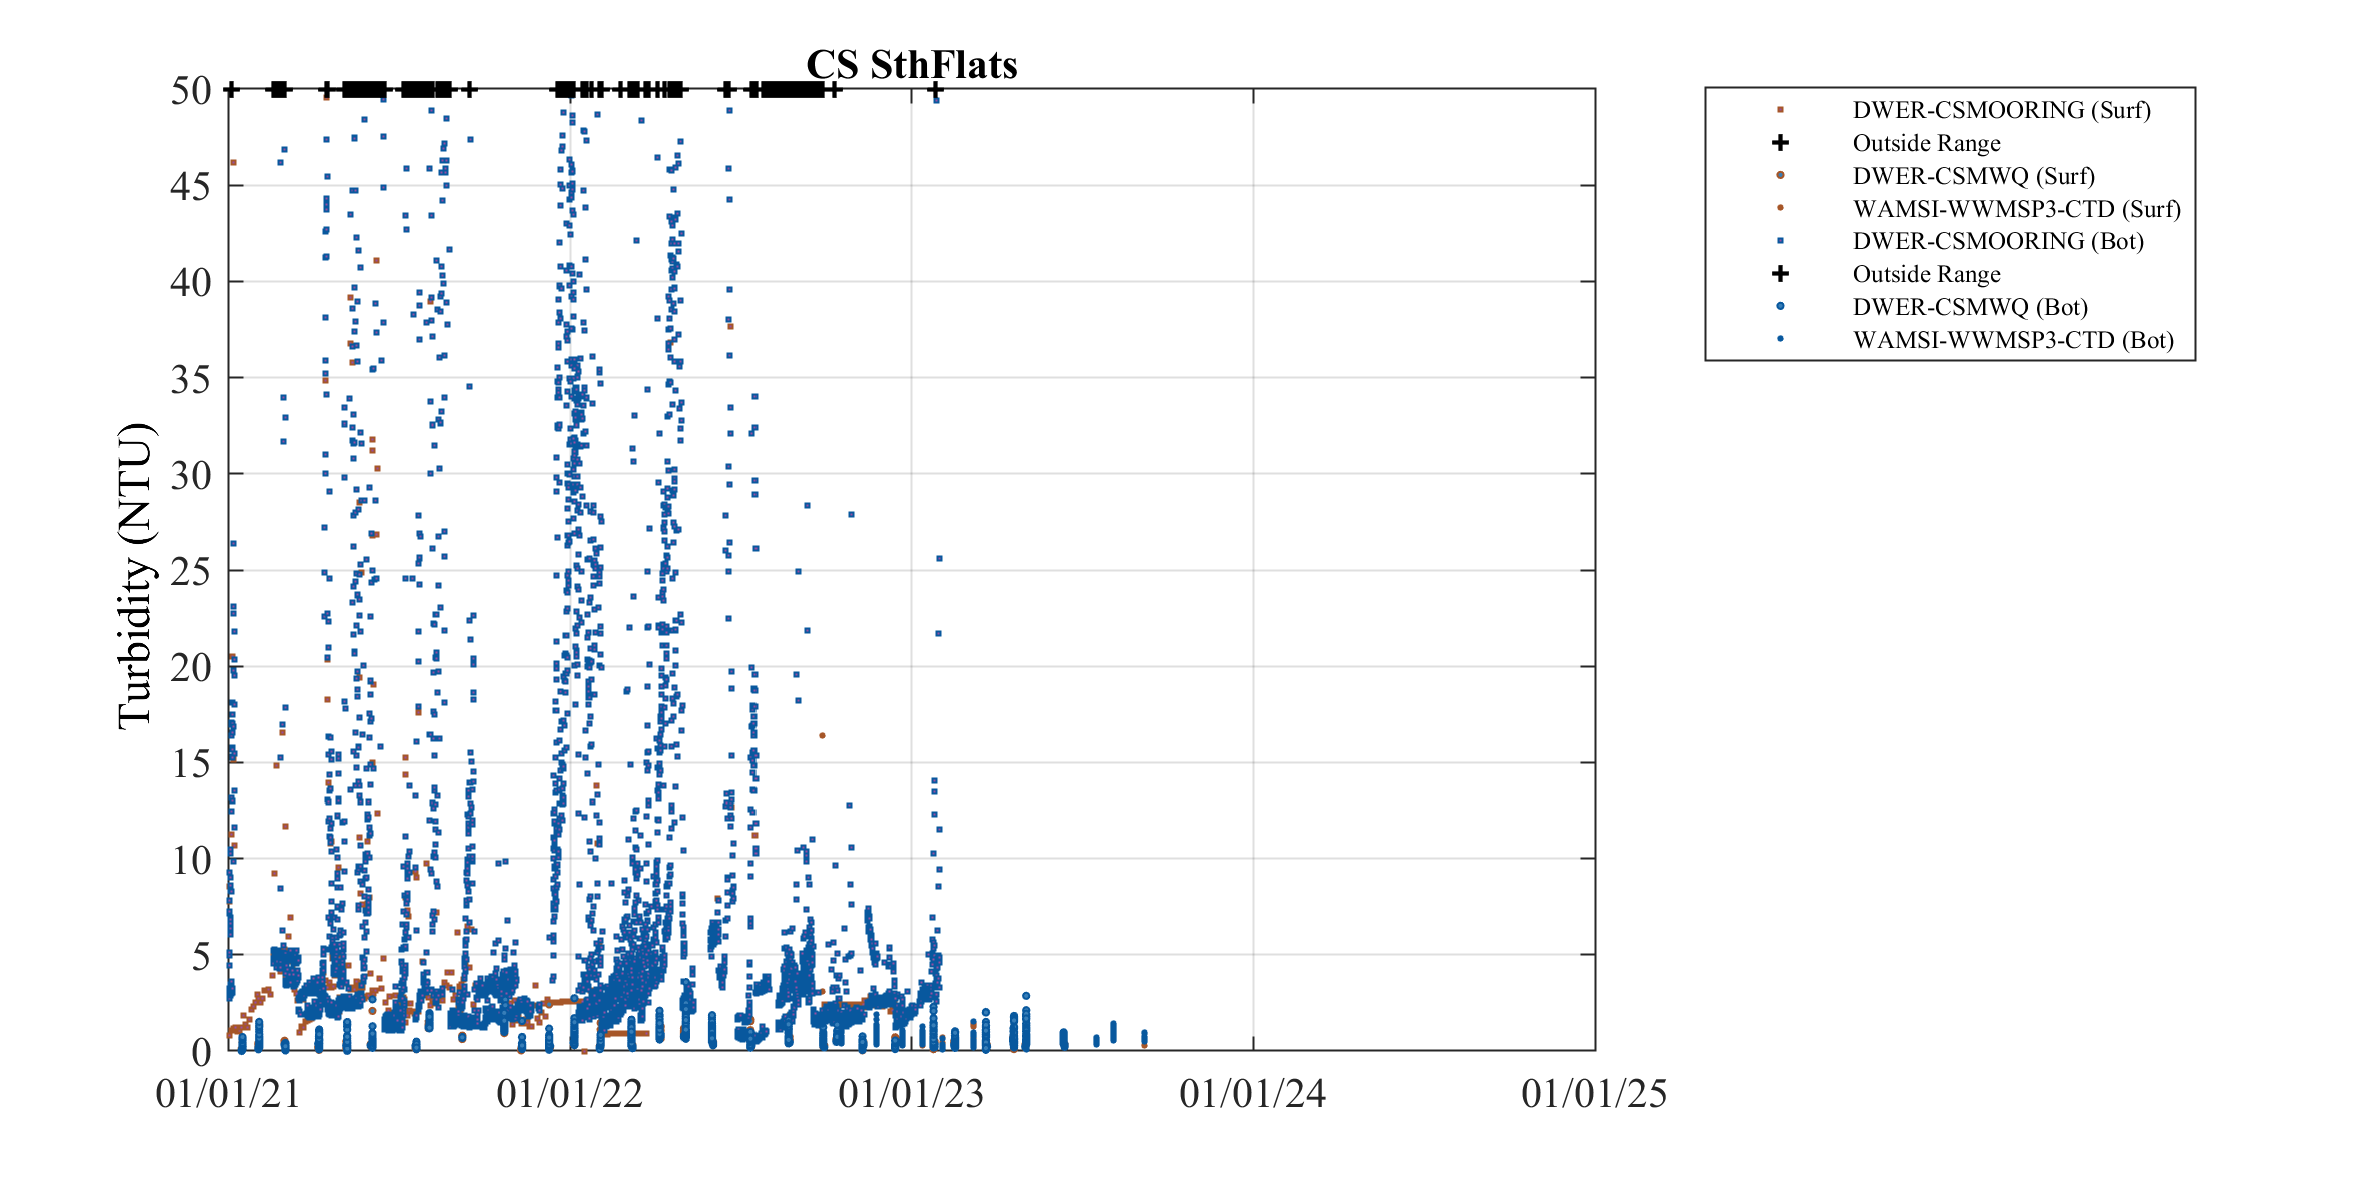 CS SthFlats
50
45
40
35
30
25
20
15
10
5
0
Turbidity (NTU)
01/01/21
01/01/22
01/01/23
01/01/24
01/01/25
DWER-CSMOORING (Surf)
Outside Range
DWER-CSMWQ (Surf)
WAMSI-WWMSP3-CTD (Surf)
DWER-CSMOORING (Bot)
Outside Range
DWER-CSMWQ (Bot)
WAMSI-WWMSP3-CTD (Bot)